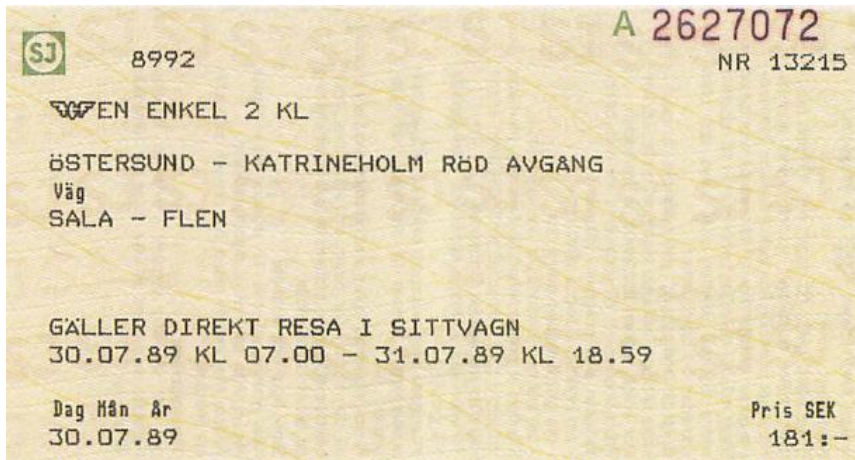 A 2627072
SJ 8992 NR 13215
EN ENKEL 2 KL
ÖSTERSUND - KATRINEHOLM RÖD AVGÅNG
Väg
SALA - FLEN
GÄLLER DIREKT RESA I SITTVAGN
30.07.89 KL 07.00 - 31.07.89 KL 18.59
Dag Mån År Pris SEK
30.07.89 181:-